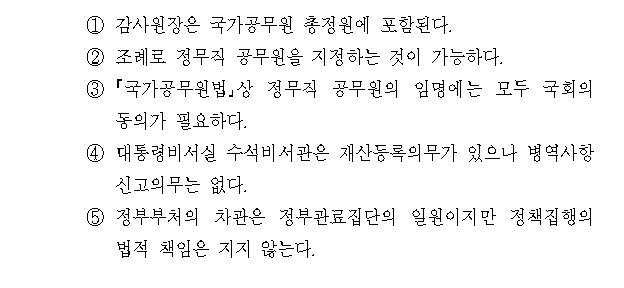 ① 감사원장은 국가공무원 총정원에 포함된다.
② 조례로 정무직 공무원을 지정하는 것이 가능하다.
③ 『국가공무원법』상 정무직 공무원의 임명에는 모두 국회의
동의가 필요하다.
④ 대통령비서실 수석비서관은 재산등록의무가 있으나 병역사항
신고의무는 없다.
⑤ 정부부처의 차관은 정부관료집단의 일원이지만 정책집행의
법적 책임은 지지 않는다.